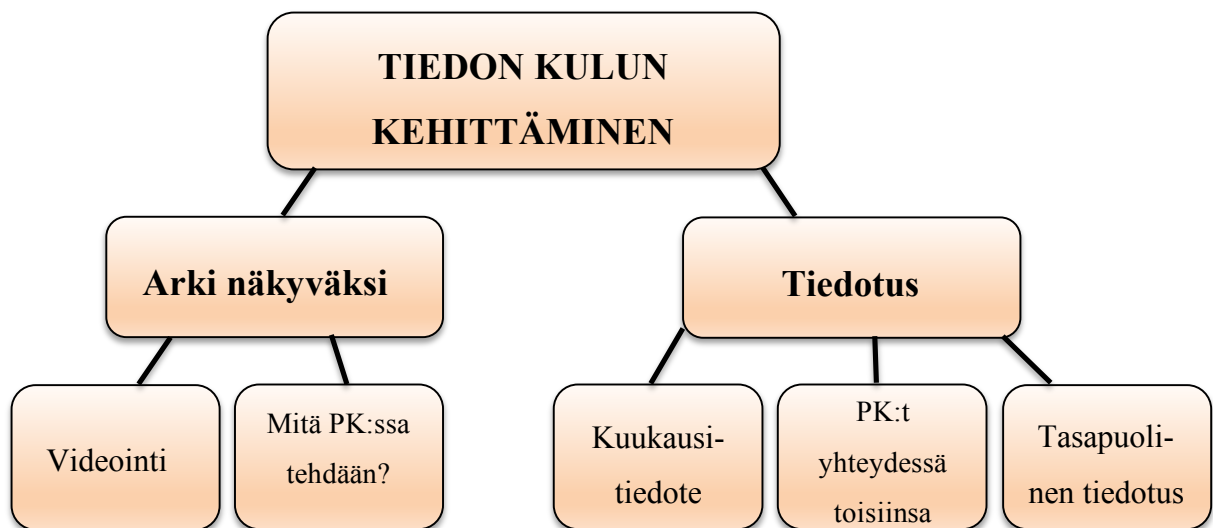 TIEDON KULUN
KEHITTÄMINEN
Arki näkyväksi
Tiedotus
Videointi
Mitä PK:ssa
tehdään?
Kuukausi-
tiedote
PK:t
yhteydessä
toisiinsa
Tasapuoli-
nen tiedotus